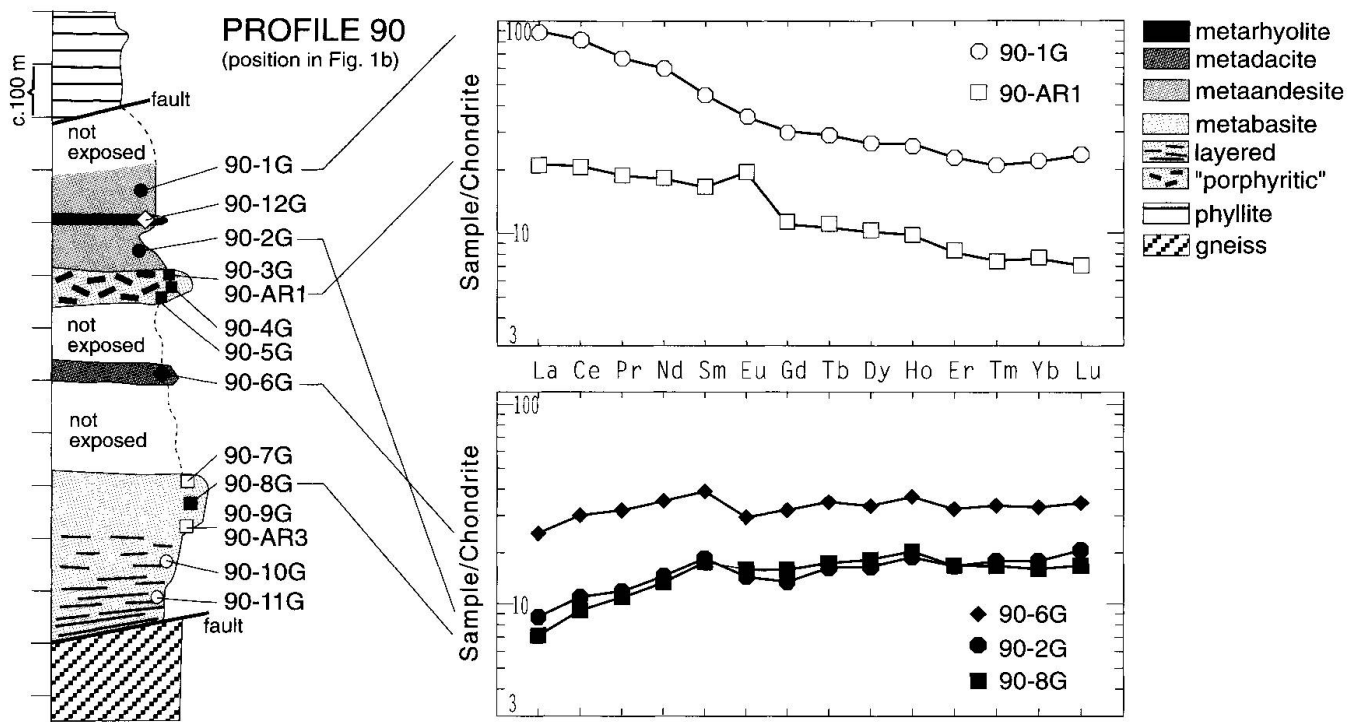 PROFILE 90
(position in Fig. 1b)
c.100 m
fault
not
exposed
90-1G
90-12G
90-2G
90-3G
90-AR1
90-4G
90-5G
not
exposed
90-6G
not
exposed
90-7G
90-8G
90-9G
90-AR3
90-10G
90-11G
fault
Sample/Chondrite
100
10
3
90-1G
90-AR1
La Ce Pr Nd Sm Eu Gd Tb Dy Ho Er Tm Yb Lu
Sample/Chondrite
100
10
3
90-6G
90-2G
90-8G
metarhyolite
metadacite
metaandesite
metabasite
layered
"porphyritic"
phyllite
gneiss